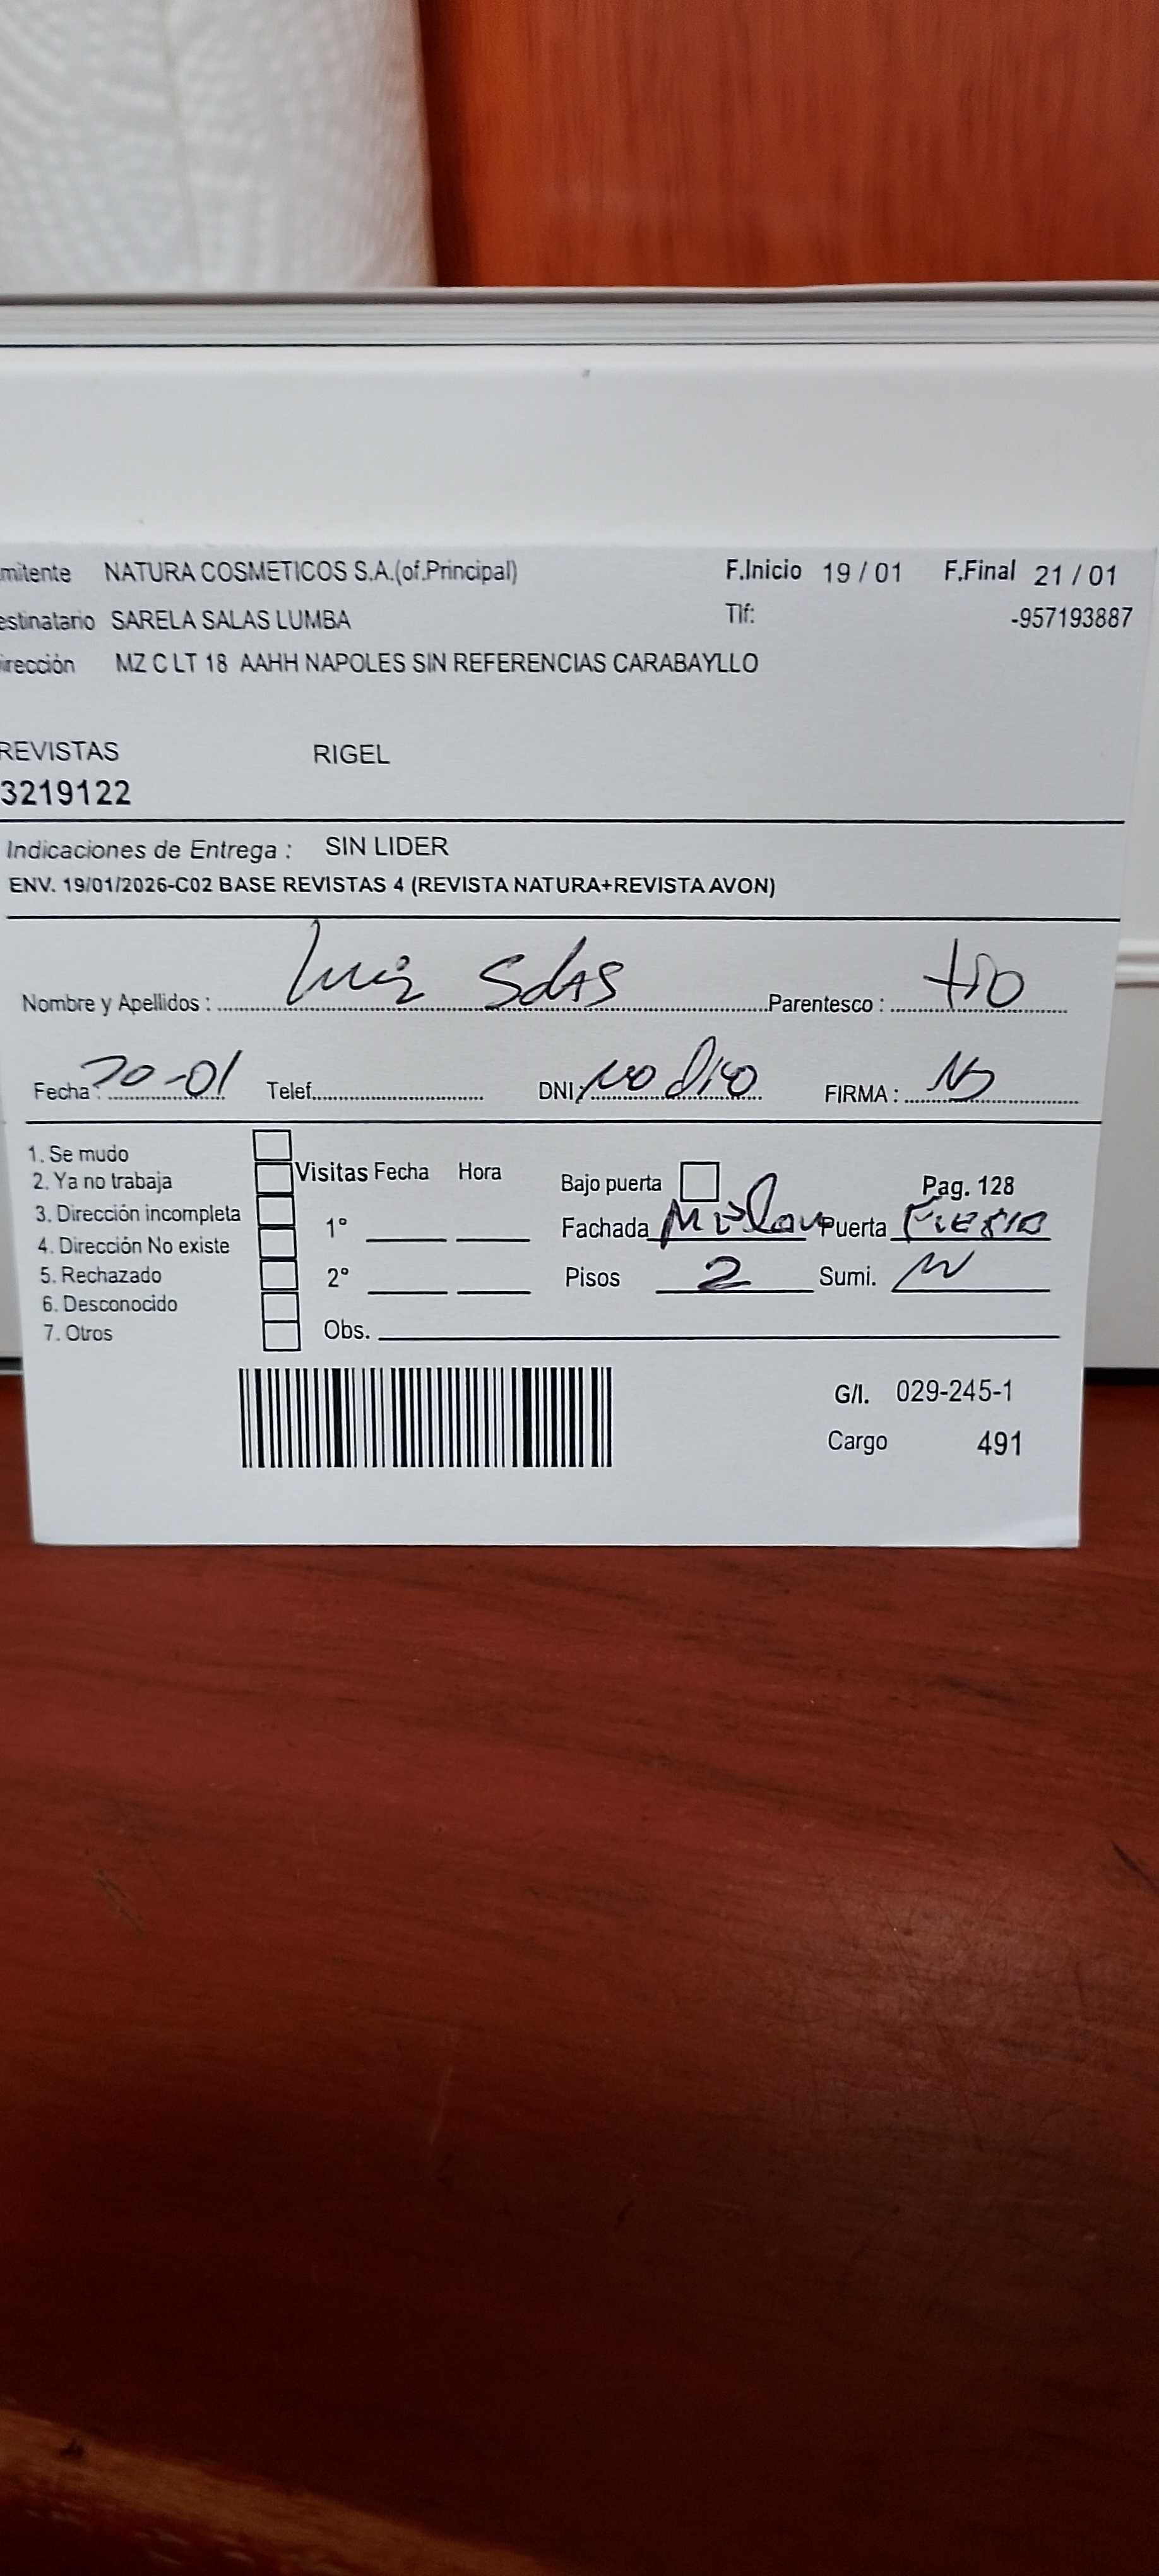 mitente NATURA COSMETICOS S.A.(of.Principal) F.Inicio 19 / 01 F.Final 21 / 01
estinatario SARELA SALAS LUMBA Tlf: -957193887
irección MZ C LT 18 AAHH NAPOLES SIN REFERENCIAS CARABAYLLO
REVISTAS RIGEL
3219122
Indicaciones de Entrega : SIN LIDER
ENV. 19/01/2026-C02 BASE REVISTAS 4 (REVISTA NATURA+REVISTA AVON)
Nombre y Apellidos : Luis Salas Parentesco : tio
Fecha : 20-01 Telef. DNI: no dio FIRMA :
1. Se mudo
2. Ya no trabaja Visitas Fecha Hora Bajo puerta Pag. 128
3. Dirección incompleta 1° Fachada Puerta Fierro
4. Dirección No existe
5. Rechazado 2° Pisos 2 Sumi.
6. Desconocido
7. Otros Obs.
G/I. 029-245-1
Cargo 491